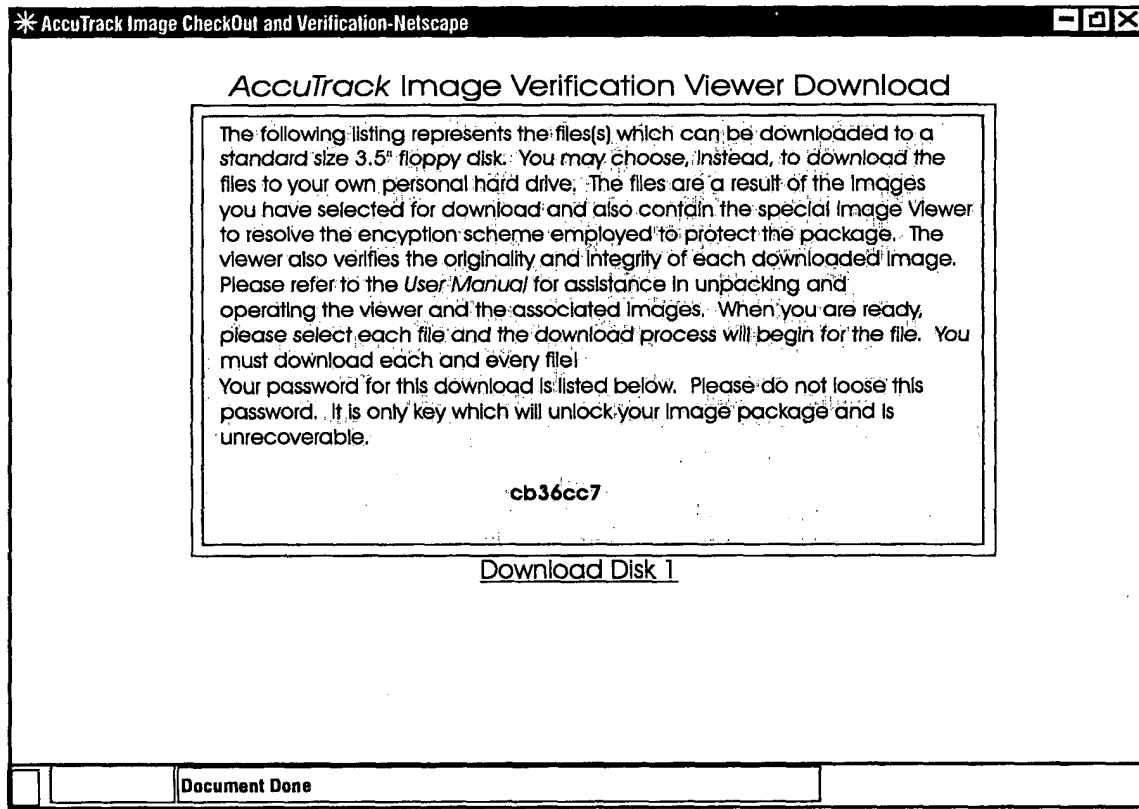 AccuTrack Image CheckOut and Verification-Netscape
AccuTrack Image Verification Viewer Download
The following listing represents the files(s) which can be downloaded to a
standard size 3.5" floppy disk. You may choose, instead, to download the
files to your own personal hard drive. The files are a result of the images
you have selected for download and also contain the special Image Viewer
to resolve the encyption scheme employed to protect the package. The
viewer also verifies the originality and integrity of each downloaded image.
Please refer to the User Manual for assistance in unpacking and
operating the viewer and the associated images. When you are ready,
please select each file and the download process will begin for the file. You
must download each and every file!
Your password for this download is listed below. Please do not loose this
password. It is only key which will unlock your image package and is
unrecoverable.
cb36cc7
Download Disk 1
Document Done